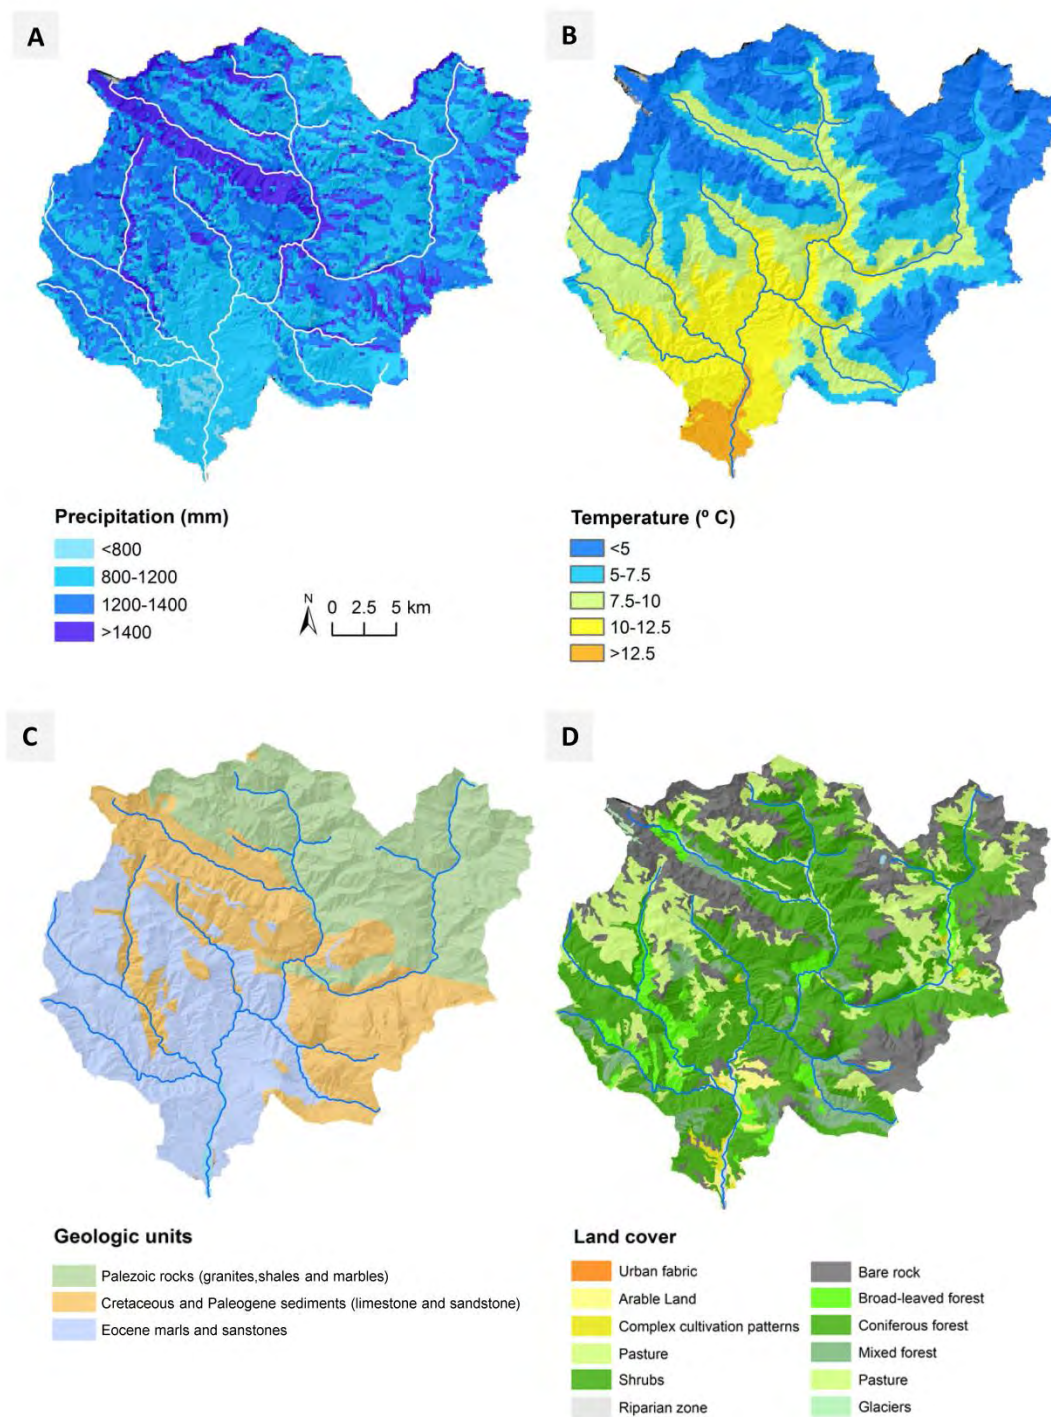 A
B
Precipitation (mm)
<800
800-1200
1200-1400
>1400
N
0 2.5 5 km
Temperature (º C)
<5
5-7.5
7.5-10
10-12.5
>12.5
C
D
Geologic units
Palezoic rocks (granites,shales and marbles)
Cretaceous and Paleogene sediments (limestone and sandstone)
Eocene marls and sanstones
Land cover
Urban fabric
Arable Land
Complex cultivation patterns
Pasture
Shrubs
Riparian zone
Bare rock
Broad-leaved forest
Coniferous forest
Mixed forest
Pasture
Glaciers